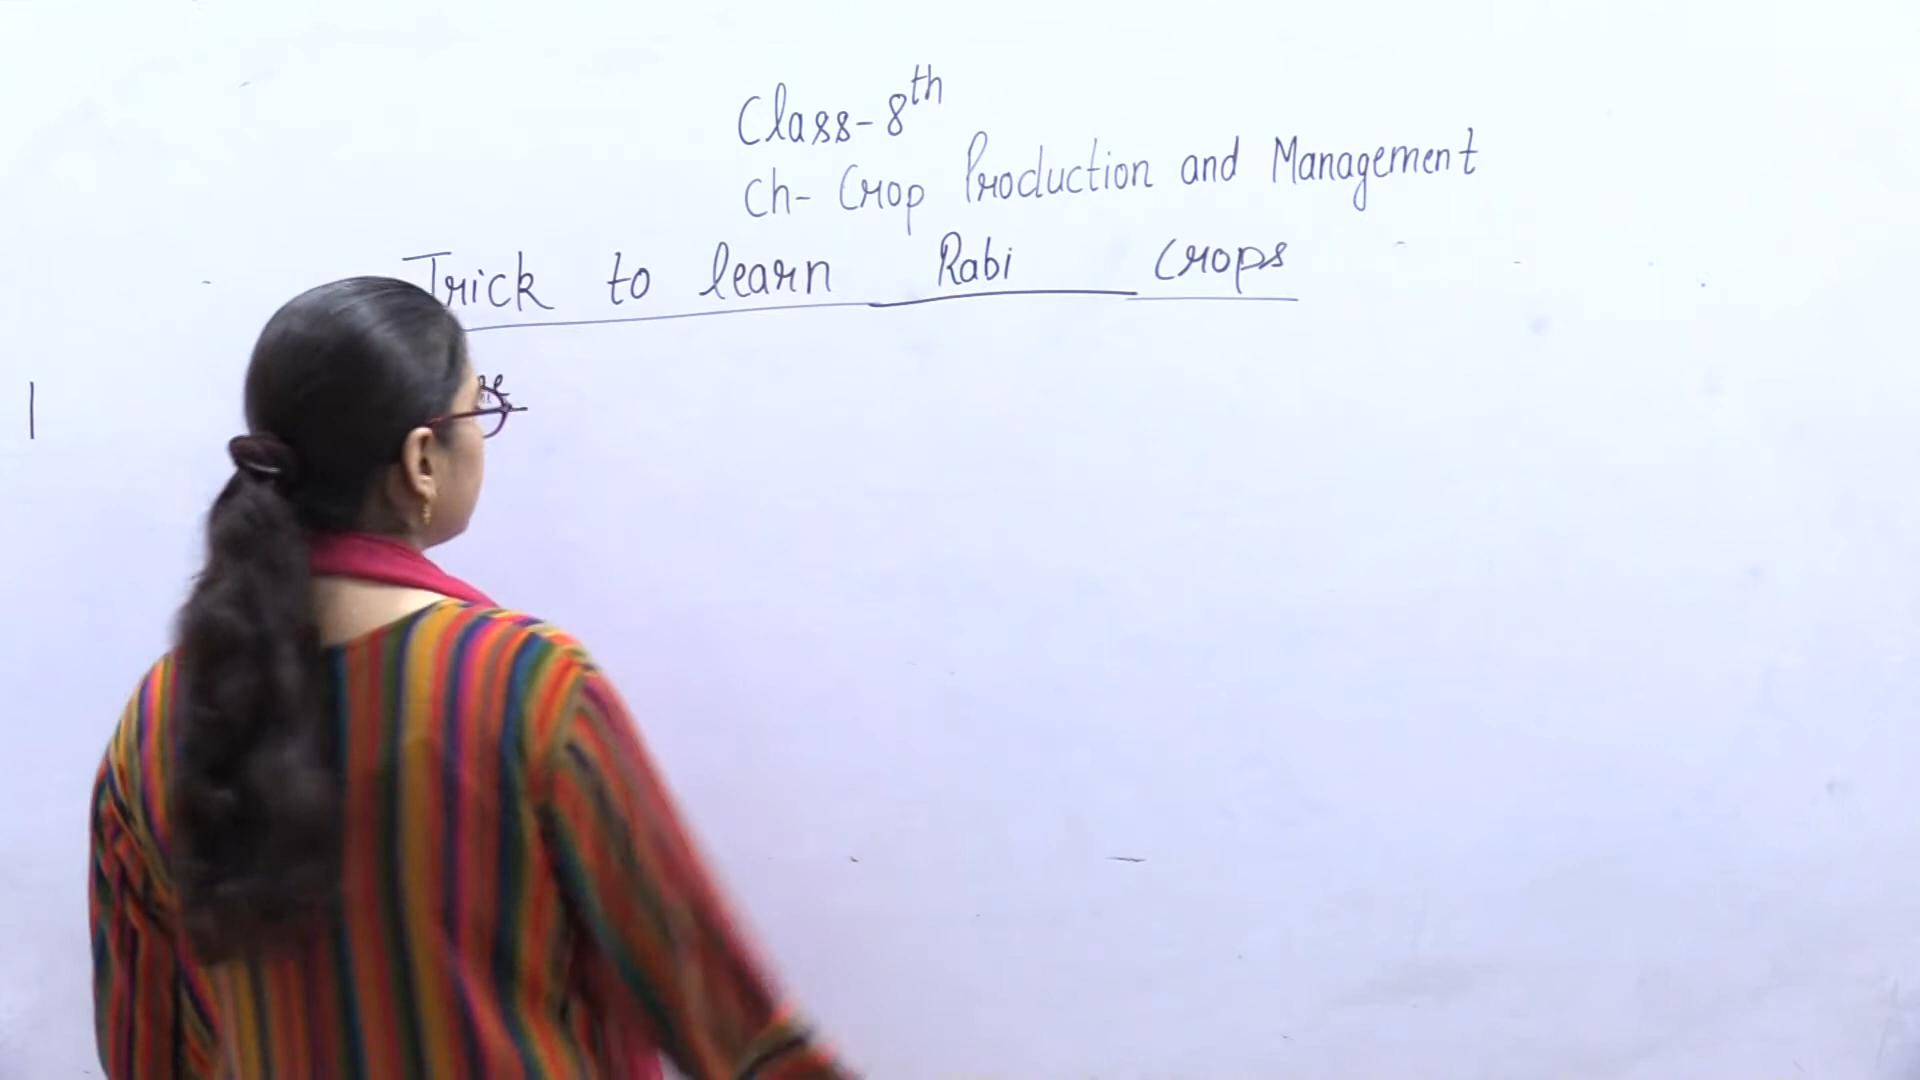 Class-8th
Ch- Crop Production and Management
Trick to learn Rabi Crops